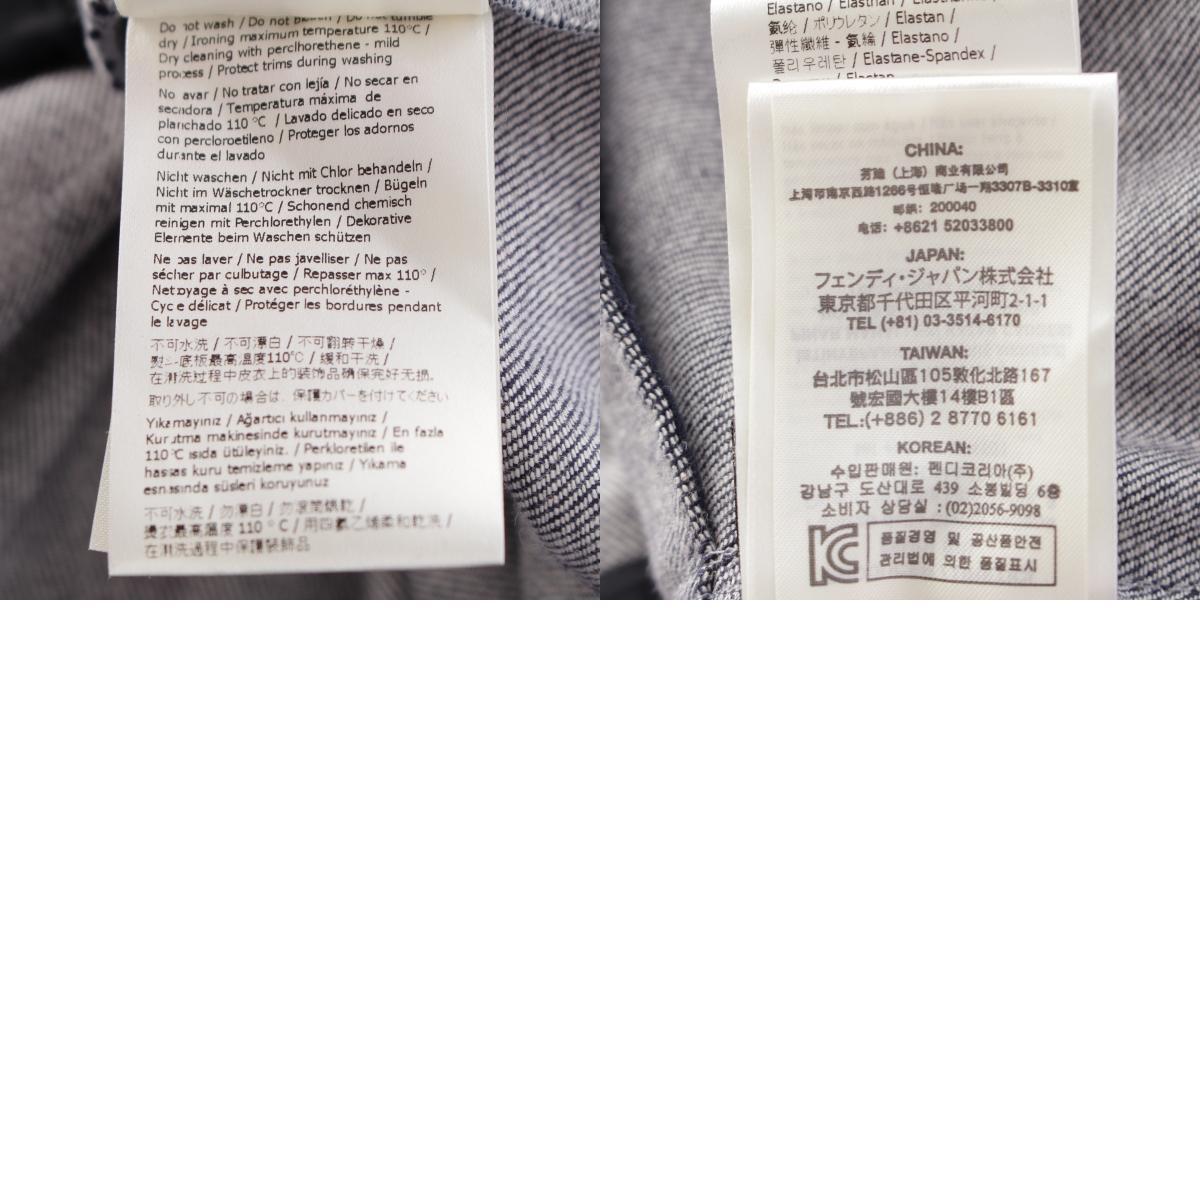 Do not wash / Do not bleach / Do not tumble
dry / Ironing maximum temperature 110°C /
Dry cleaning with perclhorethene - mild
process / Protect trims during washing
No lavar / No tratar con lejía / No secar en
secadora / Temperatura máxima de
planchado 110 °C / Lavado delicado en seco
con percloroetileno / Proteger los adornos
durante el lavado
Nicht waschen / Nicht mit Chlor behandeln /
Nicht im Wäschetrockner trocknen / Bügeln
mit maximal 110°C / Schonend chemisch
reinigen mit Perchlorethylen / Dekorative
Elemente beim Waschen schützen
Ne pas laver / Ne pas javelliser / Ne pas
sécher par culbutage / Repasser max 110° /
Nettoyage à sec avec perchloréthylène -
Cycle délicat / Protéger les bordures pendant
le lavage
不可水洗 / 不可漂白 / 不可翻转干燥 /
熨斗底板最高温度110°C / 缓和干洗 /
在清洗过程中皮衣上的装饰品确保完好无损.
取り外し不可の場合は、保護カバーを付けてください
Yıkamayınız / Ağartıcı kullanmayınız /
Kurutma makinesinde kurutmayınız / En fazla
110°C ısıda ütüleyiniz. / Perkloretilen ile
hassas kuru temizleme yapınız / Yıkama
esnasında süsleri koruyunuz
不可水洗 / 勿漂白 / 勿滾筒烘乾 /
燙衣最高溫度 110 °C / 用四氯乙烯柔和乾洗 /
在清洗過程中保護裝飾品
Elastano / Elasthan / Elasthanne /
氨纶 / ポリウレタン / Elastan /
彈性纖維 - 氨綸 / Elastano /
폴리우레탄 / Elastane-Spandex /
Elastan
CHINA:
芬迪（上海）商业有限公司
上海市南京西路1266号恒隆广场一期3307B-3310室
邮编: 200040
电话: +8621 52033800
JAPAN:
フェンディ・ジャパン株式会社
東京都千代田区平河町2-1-1
TEL (+81) 03-3514-6170
TAIWAN:
台北市松山區105敦化北路167
號宏國大樓14樓B1區
TEL:(+886) 2 8770 6161
KOREAN:
수입판매원: 펜디코리아(주)
강남구 도산대로 439 소봉빌딩 6층
소비자 상담실 : (02)2056-9098
KC
품질경영 및 공산품안전
관리법에 의한 품질표시